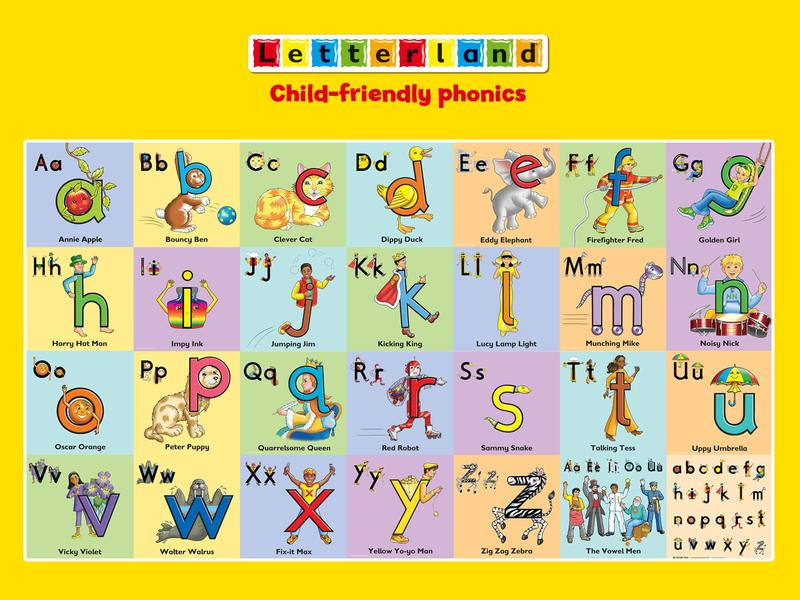 Letterland
Child-friendly phonics
Aa Bb Cc Dd Ee Ff Gg
a b c d e f g
Annie Apple Bouncy Ben Clever Cat Dippy Duck Eddy Elephant Firefighter Fred Golden Girl
Hh Ii Jj Kk Ll Mm Nn
h i j k l m n
NN
Harry Hat Man Impy Ink Jumping Jim Kicking King Lucy Lamp Light Munching Mike Noisy Nick
Oo Pp Qq Rr Ss Tt Uu
o p q r s t u
Oscar Orange Peter Puppy Quarrelsome Queen Red Robot Sammy Snake Talking Tess Uppy Umbrella
Vv Ww Xx Yy Zz Aa Ee Ii Oo Uu a b c d e f g
v w x y z h i j k l m n
o p q r s t
u v w x y z
Vicky Violet Walter Walrus Fix-it Max Yellow Yo-yo Man Zig Zag Zebra The Vowel Men